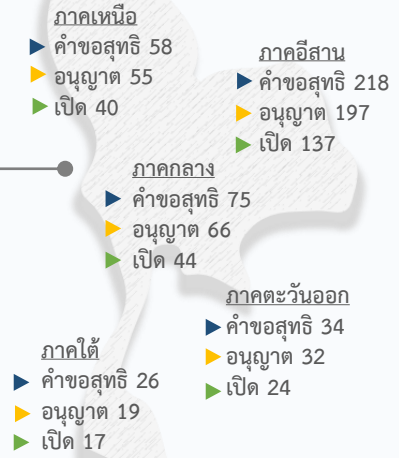 ภาคเหนือ
คำขอสุทธิ 58
อนุญาต 55
เปิด 40
ภาคอีสาน
คำขอสุทธิ 218
อนุญาต 197
เปิด 137
ภาคกลาง
คำขอสุทธิ 75
อนุญาต 66
เปิด 44
ภาคตะวันออก
คำขอสุทธิ 34
อนุญาต 32
เปิด 24
ภาคใต้
คำขอสุทธิ 26
อนุญาต 19
เปิด 17